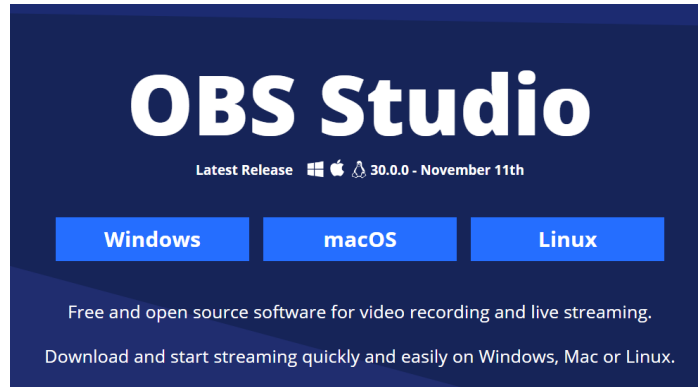 OBS Studio
Latest Release 30.0.0 - November 11th
Windows macOS Linux
Free and open source software for video recording and live streaming.
Download and start streaming quickly and easily on Windows, Mac or Linux.